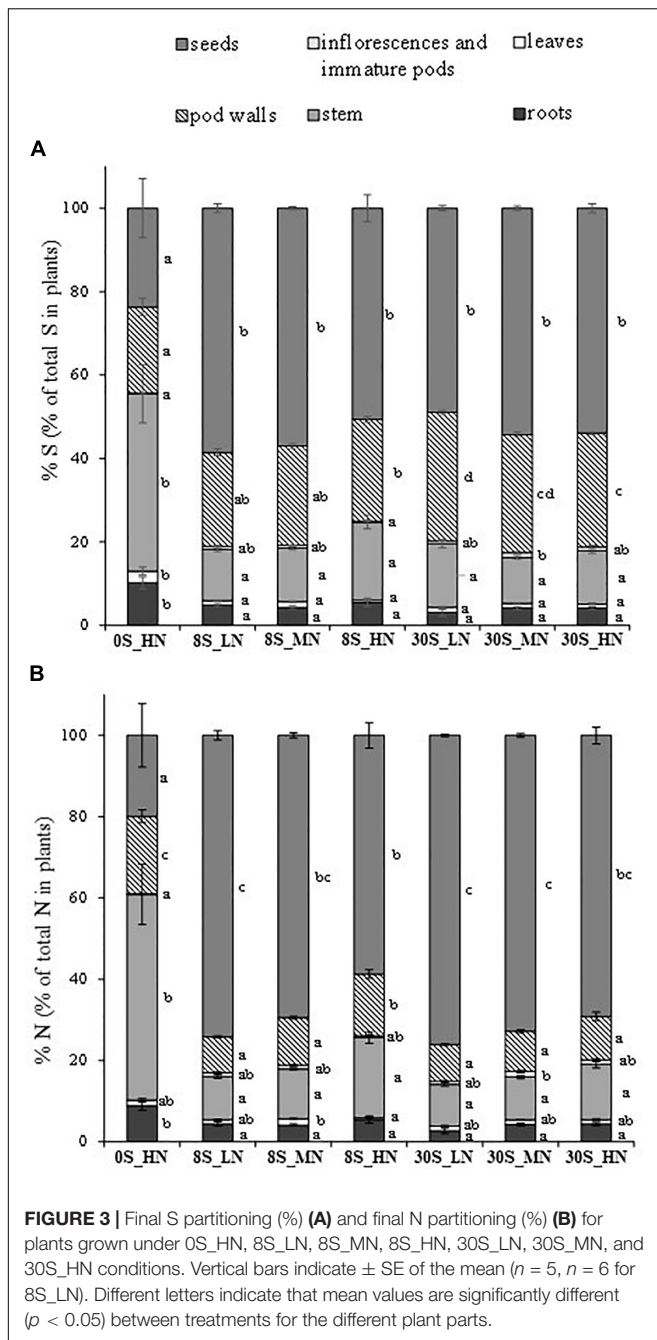 seeds
inflorescences and
immature pods
leaves
pod walls
stem
roots
A
% S (% of total S in plants)
100
80
60
40
20
0
a
a
a
b
b
b
b
ab
ab
a
a
a
b
ab
ab
a
a
a
b
b
a
a
a
a
b
d
ab
a
a
a
b
cd
b
a
a
a
b
c
ab
a
a
a
0S_HN 8S_LN 8S_MN 8S_HN 30S_LN 30S_MN 30S_HN
B
% N (% of total N in plants)
100
80
60
40
20
0
a
c
a
b
ab
b
c
a
ab
a
ab
a
bc
a
ab
a
b
a
b
b
ab
a
a
a
c
a
ab
a
ab
a
c
a
b
a
ab
a
bc
a
ab
a
ab
a
0S_HN 8S_LN 8S_MN 8S_HN 30S_LN 30S_MN 30S_HN
FIGURE 3 | Final S partitioning (%) (A) and final N partitioning (%) (B) for
plants grown under 0S_HN, 8S_LN, 8S_MN, 8S_HN, 30S_LN, 30S_MN, and
30S_HN conditions. Vertical bars indicate ± SE of the mean (n = 5, n = 6 for
8S_LN). Different letters indicate that mean values are significantly different
(p < 0.05) between treatments for the different plant parts.